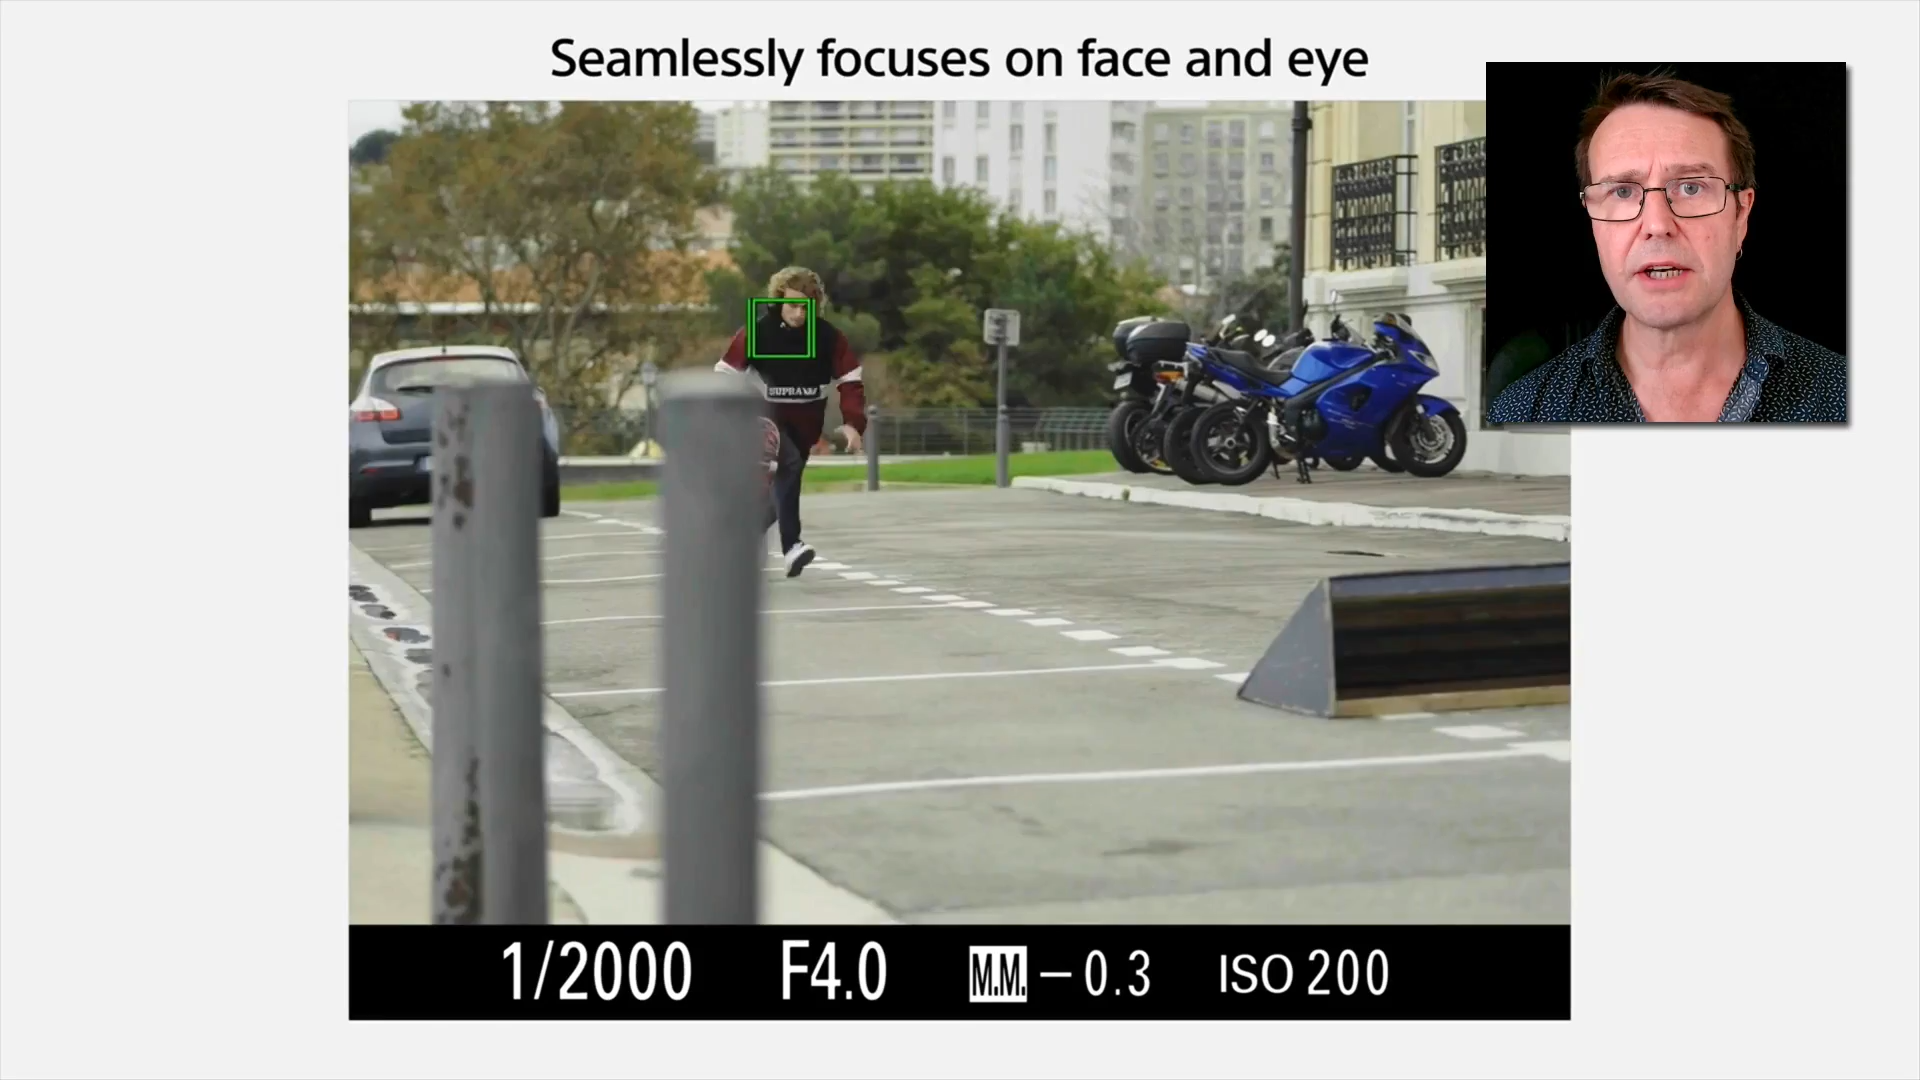 Seamlessly focuses on face and eye
1/2000 F4.0 M.M. – 0.3 ISO 200